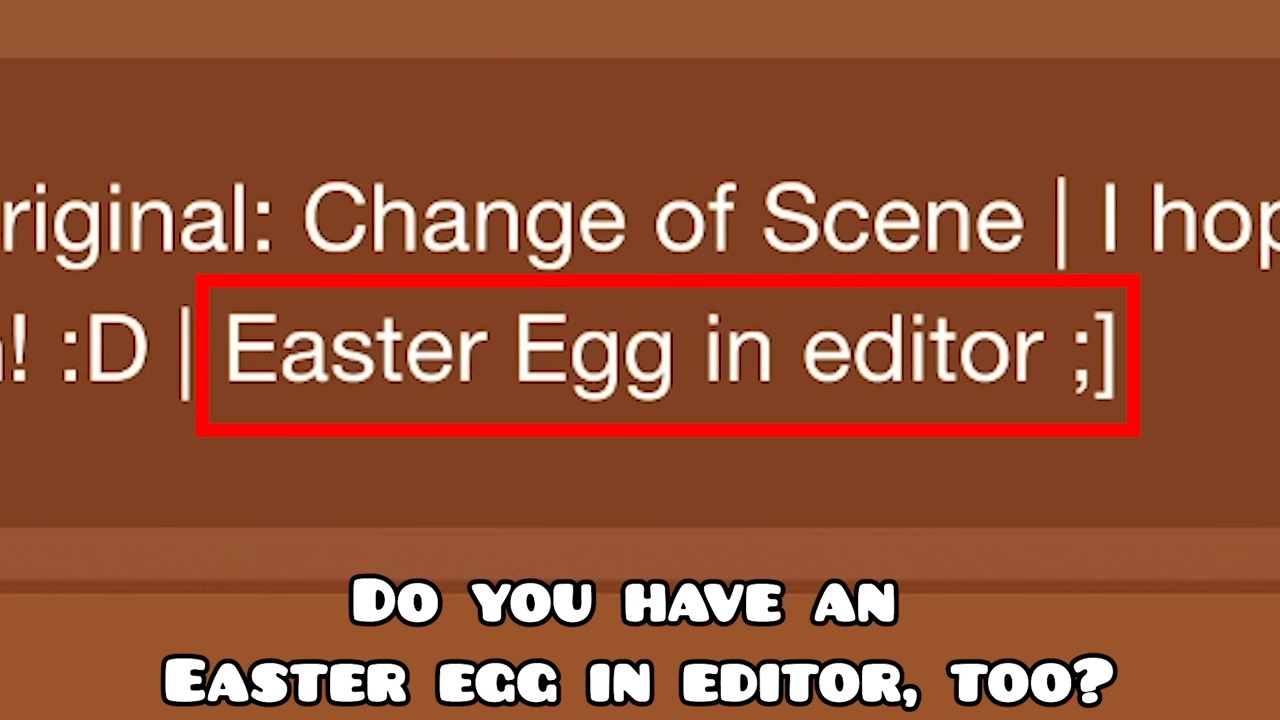 riginal: Change of Scene | I hop
! :D | Easter Egg in editor ;]
Do you have an
Easter egg in editor, too?